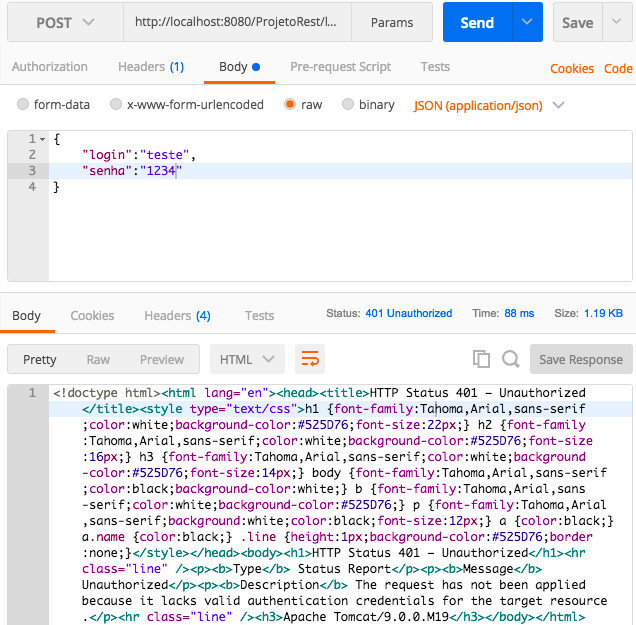 POST http://localhost:8080/ProjetoRest/l... Params Send Save
Authorization Headers (1) Body Pre-request Script Tests Cookies Code
form-data x-www-form-urlencoded raw binary JSON (application/json)
1 {
2 "login":"teste",
3 "senha":"1234"
4 }
Body Cookies Headers (4) Tests Status: 401 Unauthorized Time: 88 ms Size: 1.19 KB
Pretty Raw Preview HTML Save Response
1 <!doctype html><html lang="en"><head><title>HTTP Status 401 – Unauthorized
</title><style type="text/css">h1 {font-family:Tahoma,Arial,sans-serif
;color:white;background-color:#525D76;font-size:22px;} h2 {font-family
:Tahoma,Arial,sans-serif;color:white;background-color:#525D76;font-size
:16px;} h3 {font-family:Tahoma,Arial,sans-serif;color:white;background
-color:#525D76;font-size:14px;} body {font-family:Tahoma,Arial,sans-serif
;color:black;background-color:white;} b {font-family:Tahoma,Arial,sans
-serif;color:white;background-color:#525D76;} p {font-family:Tahoma,Arial
,sans-serif;background:white;color:black;font-size:12px;} a {color:black;}
a.name {color:black;} .line {height:1px;background-color:#525D76;border
:none;}</style></head><body><h1>HTTP Status 401 – Unauthorized</h1><hr
class="line" /><p><b>Type</b> Status Report</p><p><b>Message</b>
Unauthorized</p><p><b>Description</b> The request has not been applied
because it lacks valid authentication credentials for the target resource
.</p><hr class="line" /><h3>Apache Tomcat/9.0.0.M19</h3></body></html>